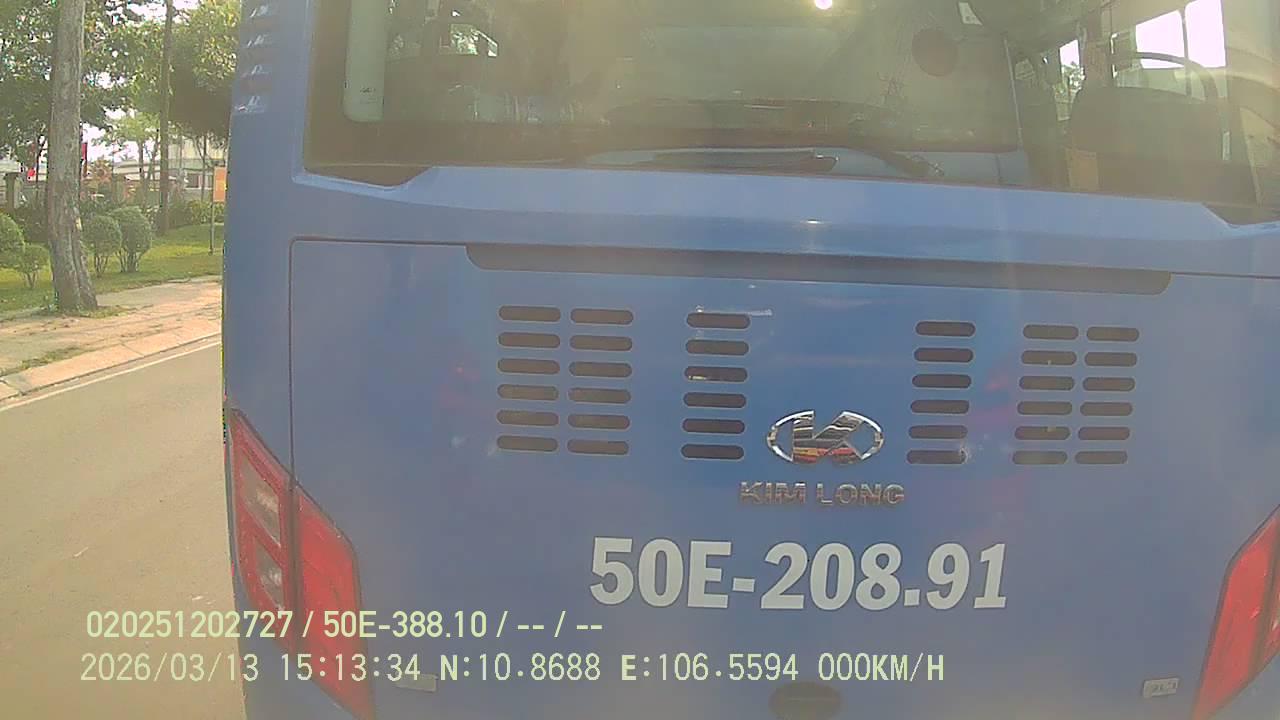 KIM LONG
50E-208.91
020251202727 / 50E-388.10 / -- / --
2026/03/13 15:13:34 N:10.8688 E:106.5594 000KM/H